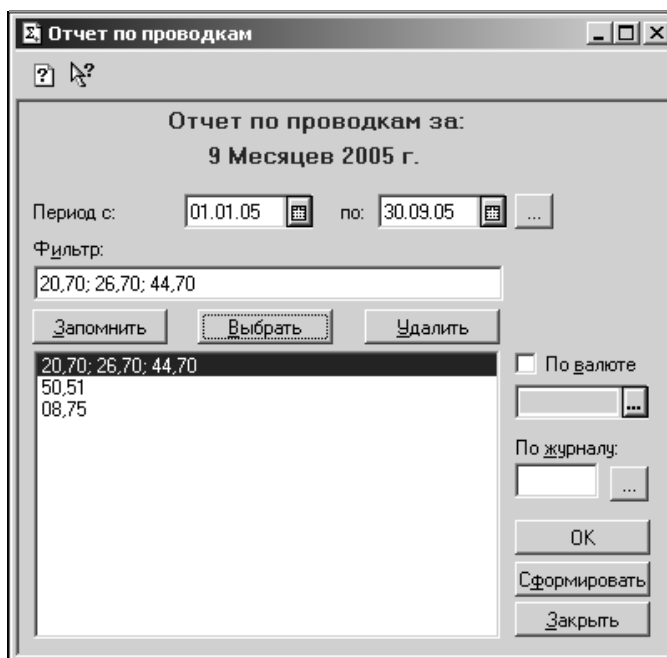 Отчет по проводкам
Отчет по проводкам за:
9 Месяцев 2005 г.
Период с: 01.01.05 по: 30.09.05 ...
Фильтр:
20,70; 26,70; 44,70
Запомнить Выбрать Удалить
20,70; 26,70; 44,70
50,51
08,75
По валюте
...
По журналу:
...
OK
Сформировать
Закрыть